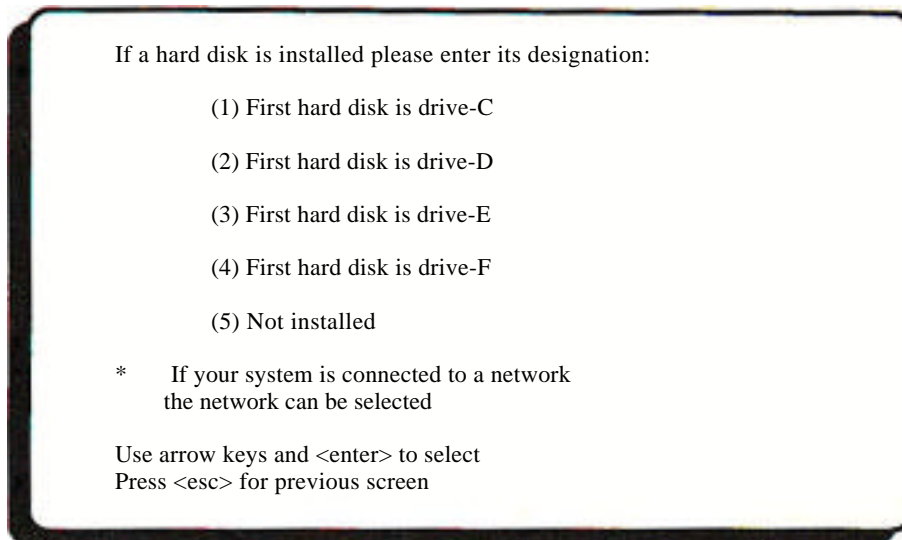 If a hard disk is installed please enter its designation:
(1) First hard disk is drive-C
(2) First hard disk is drive-D
(3) First hard disk is drive-E
(4) First hard disk is drive-F
(5) Not installed
* If your system is connected to a network
the network can be selected
Use arrow keys and <enter> to select
Press <esc> for previous screen